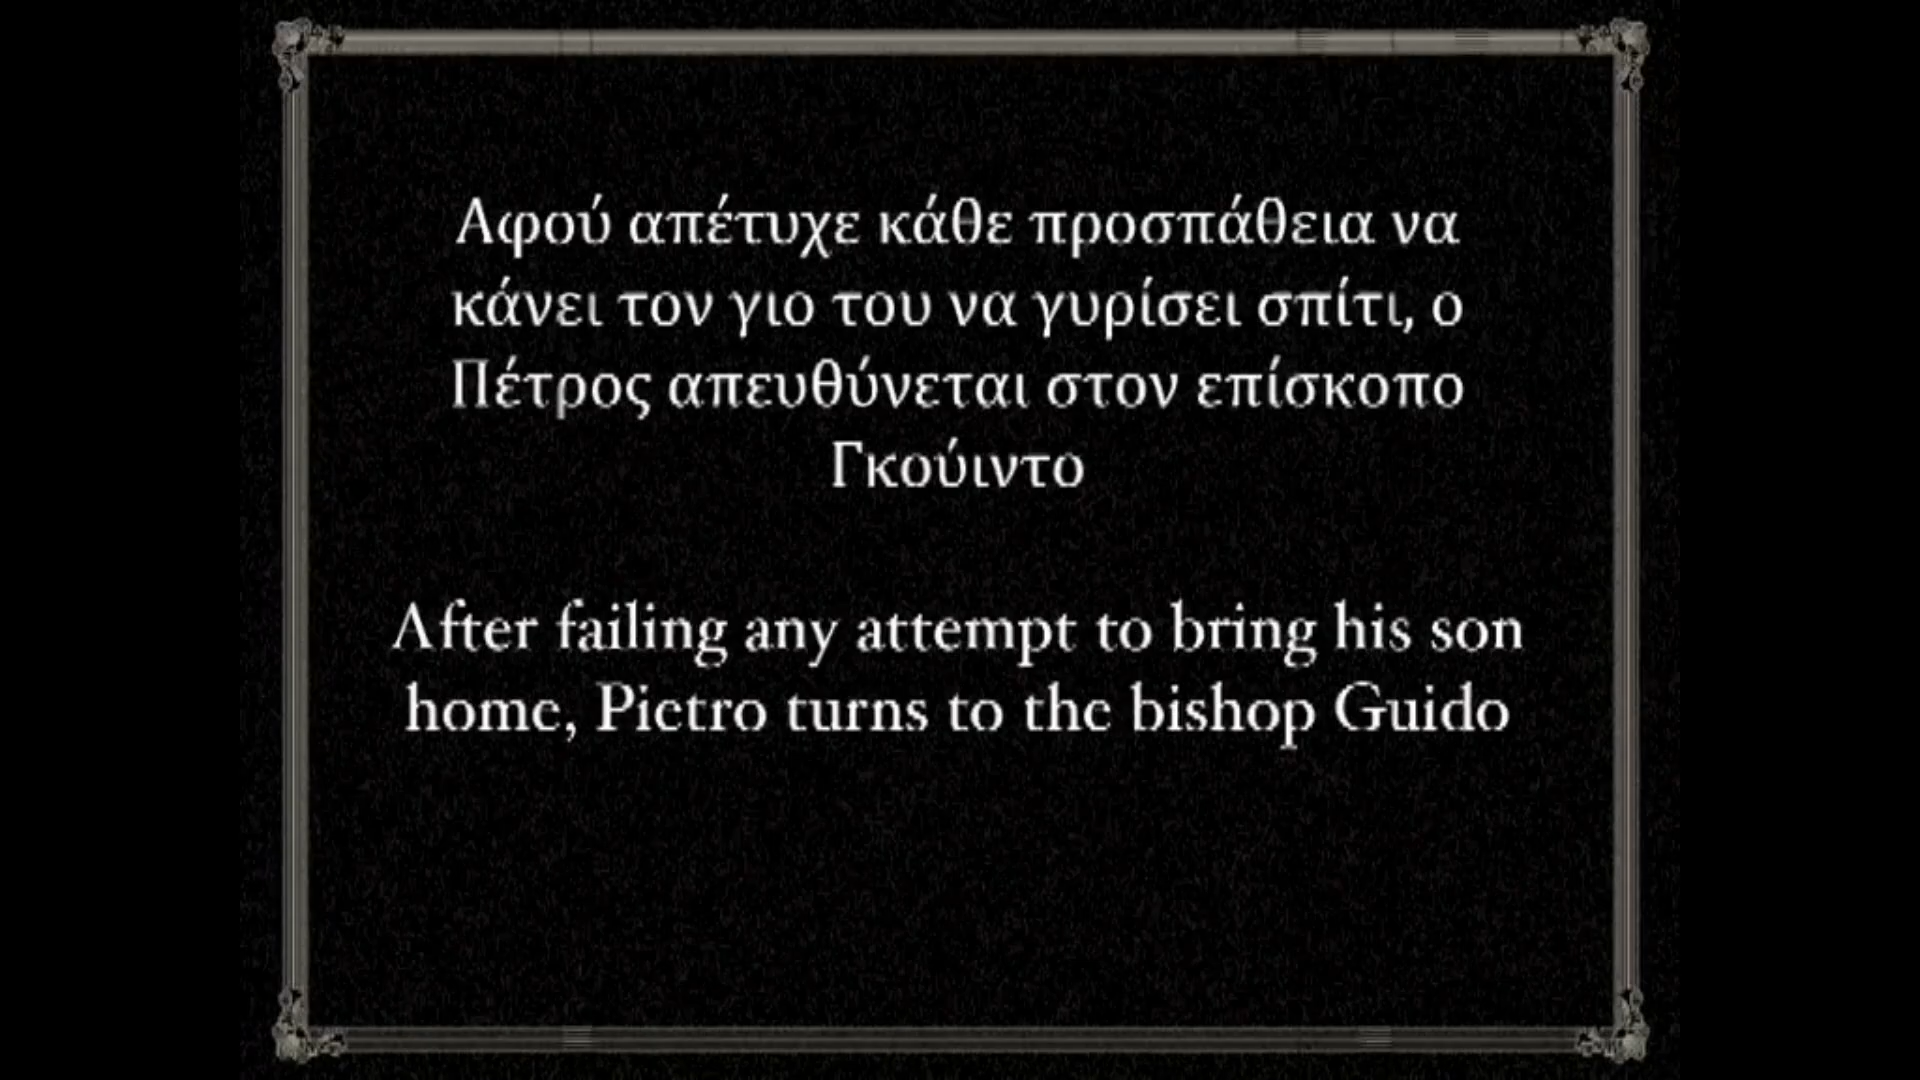 Αφού απέτυχε κάθε προσπάθεια να
κάνει τον γιο του να γυρίσει σπίτι, ο
Πέτρος απευθύνεται στον επίσκοπο
Γκούιντο
After failing any attempt to bring his son
home, Pietro turns to the bishop Guido